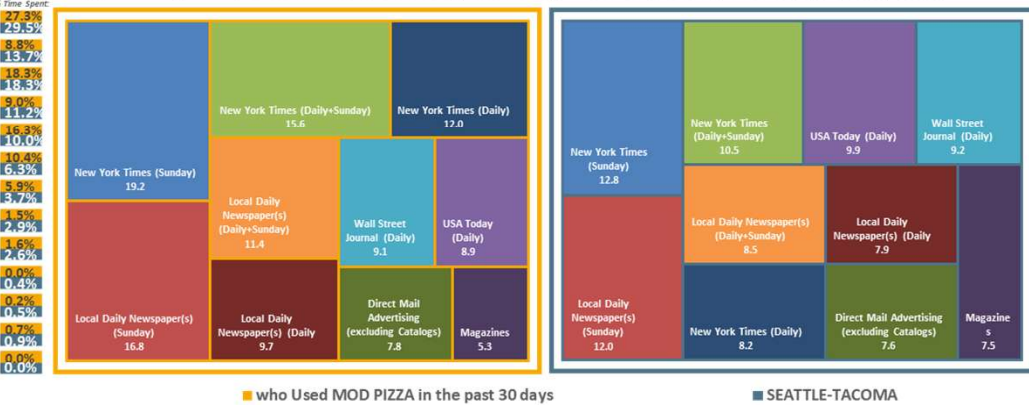 Time Spent:
27.3%
29.5%
8.8%
13.7%
18.3%
18.3%
9.0%
11.2%
16.3%
10.0%
10.4%
6.3%
5.9%
3.7%
1.5%
2.9%
1.6%
2.6%
0.0%
0.4%
0.2%
0.5%
0.7%
0.9%
0.0%
0.0%
New York Times (Sunday)
19.2
New York Times (Daily+Sunday)
15.6
New York Times (Daily)
12.0
Local Daily
Newspaper(s)
(Daily+Sunday)
11.4
Wall Street
Journal (Daily)
9.1
USA Today
(Daily)
8.9
Local Daily Newspaper(s)
(Sunday)
16.8
Local Daily
Newspaper(s) (Daily
9.7
Direct Mail
Advertising
(excluding Catalogs)
7.8
Magazines
5.3
New York Times
(Sunday)
12.8
New York Times
(Daily+Sunday)
10.5
USA Today (Daily)
9.9
Wall Street
Journal (Daily)
9.2
Local Daily Newspaper(s)
(Daily+Sunday)
8.5
Local Daily
Newspaper(s) (Daily
7.9
Local Daily
Newspaper(s)
(Sunday)
12.0
New York Times (Daily)
8.2
Direct Mail Advertising
(excluding Catalogs)
7.6
Magazine
s
7.5
who Used MOD PIZZA in the past 30 days
SEATTLE-TACOMA